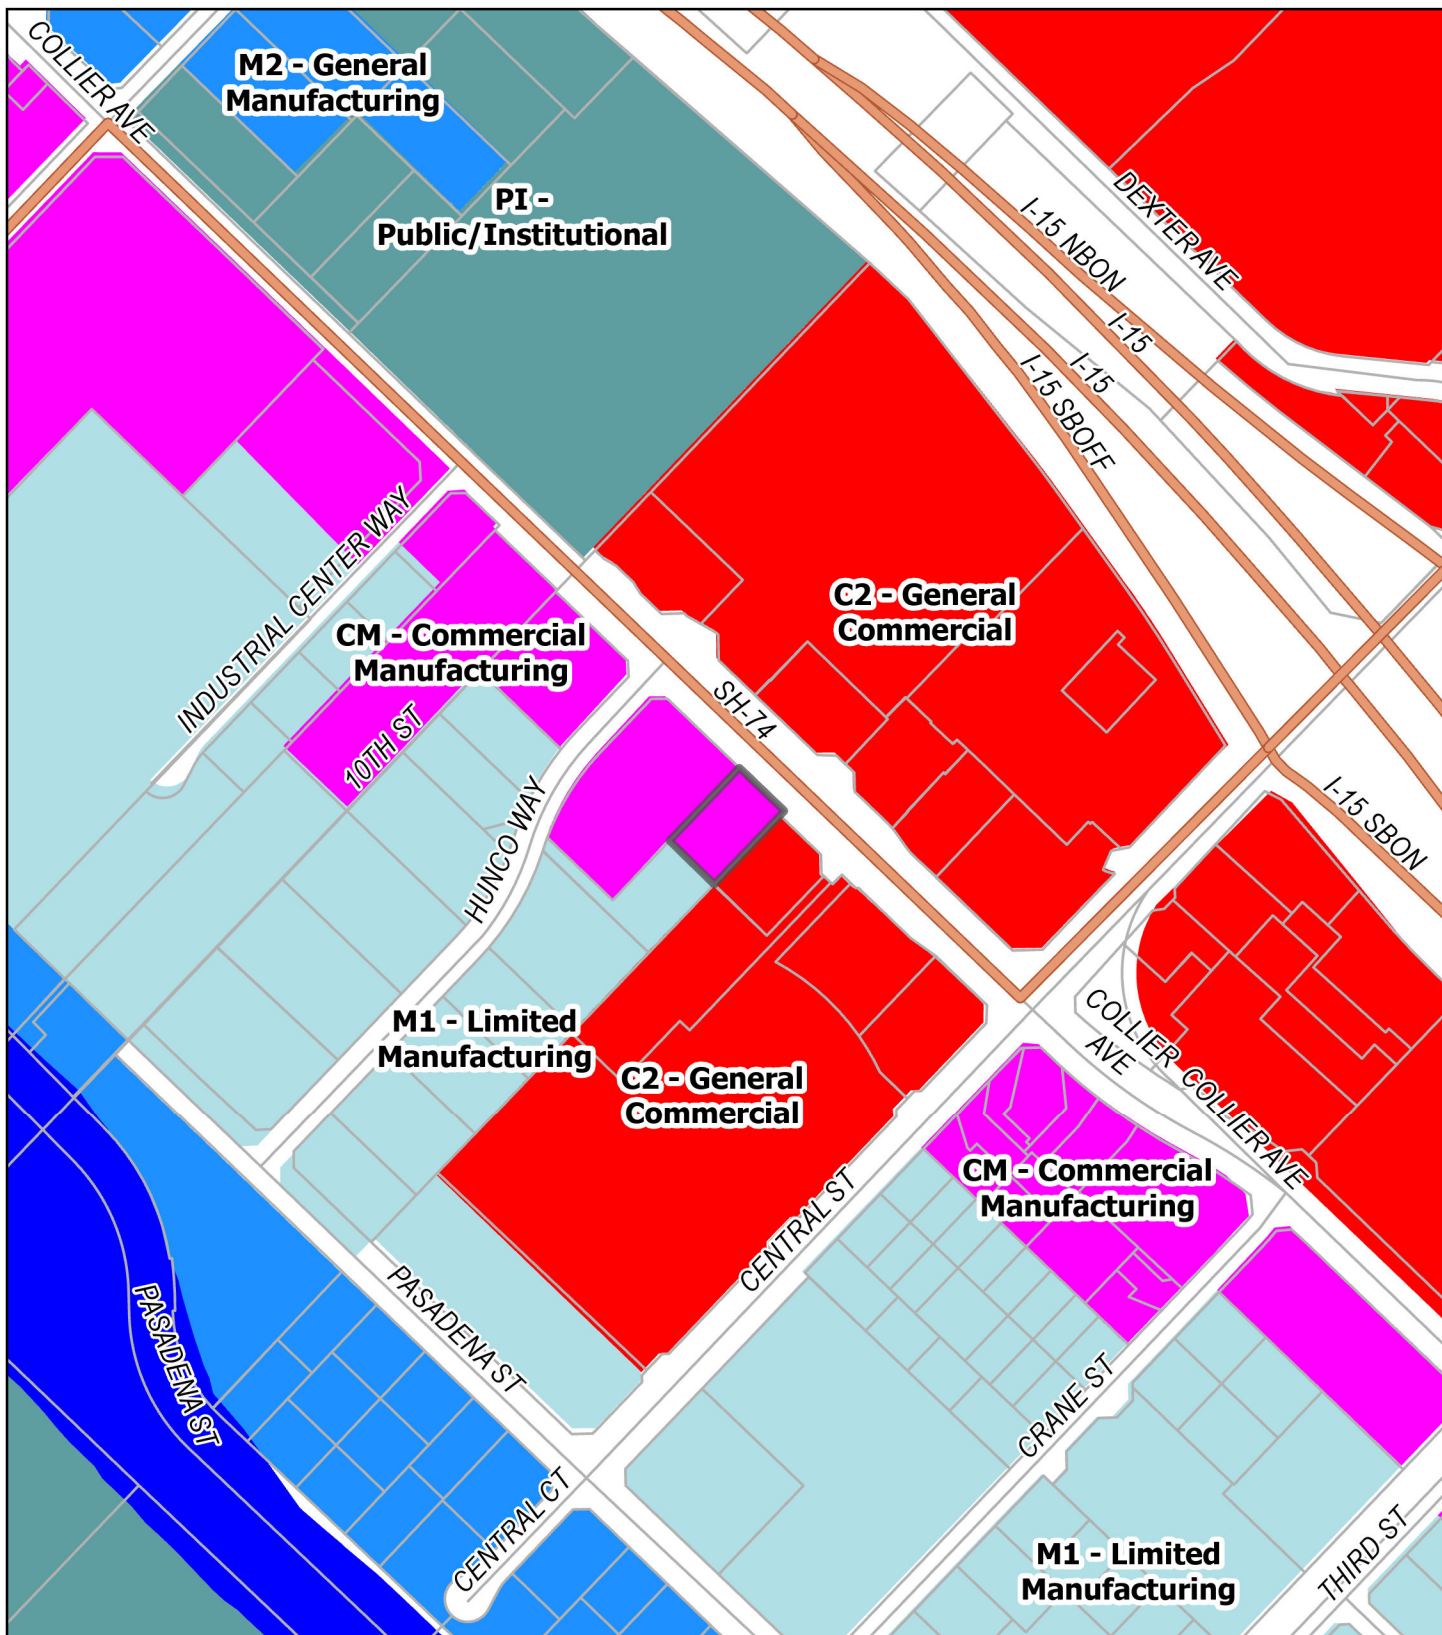 COLLIER AVE
M2 - General
Manufacturing
PI -
Public/Institutional
DEXTER AVE
I-15 NBON
I-15
I-15
I-15 SBOFF
INDUSTRIAL CENTER WAY
C2 - General
Commercial
CM - Commercial
Manufacturing
SH-74
10TH ST
HUNCO WAY
I-15 SBON
M1 - Limited
Manufacturing
C2 - General
Commercial
COLLIER
AVE
COLLIER AVE
CM - Commercial
Manufacturing
CENTRAL ST
PASADENA ST
PASADENA ST
CRANE ST
CENTRAL CT
M1 - Limited
Manufacturing
THIRD ST